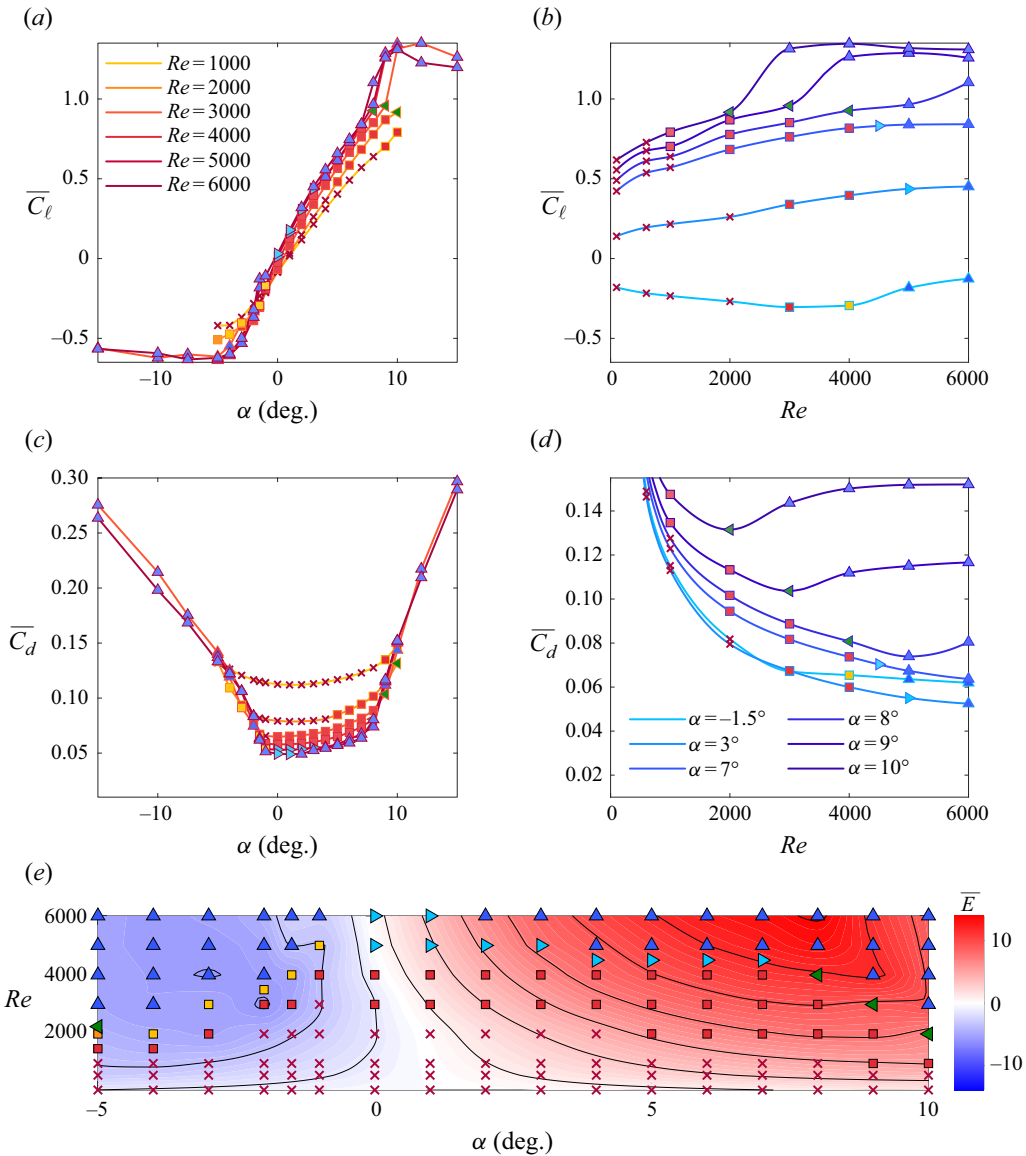 (a)
(b)
1.0
0.5
0
–0.5
C̅ℓ
Re = 1000
Re = 2000
Re = 3000
Re = 4000
Re = 5000
Re = 6000
–10 0 10
α (deg.)
1.0
0.5
0
–0.5
C̅ℓ
0 2000 4000 6000
Re
(c)
(d)
0.30
0.25
0.20
0.15
0.10
0.05
C̅d
–10 0 10
α (deg.)
0.14
0.12
0.10
0.08
0.06
0.04
0.02
C̅d
α = –1.5° α = 8°
α = 3° α = 9°
α = 7° α = 10°
0 2000 4000 6000
Re
(e)
6000
4000
2000
Re
–5 0 5 10
α (deg.)
E̅
10
0
–10